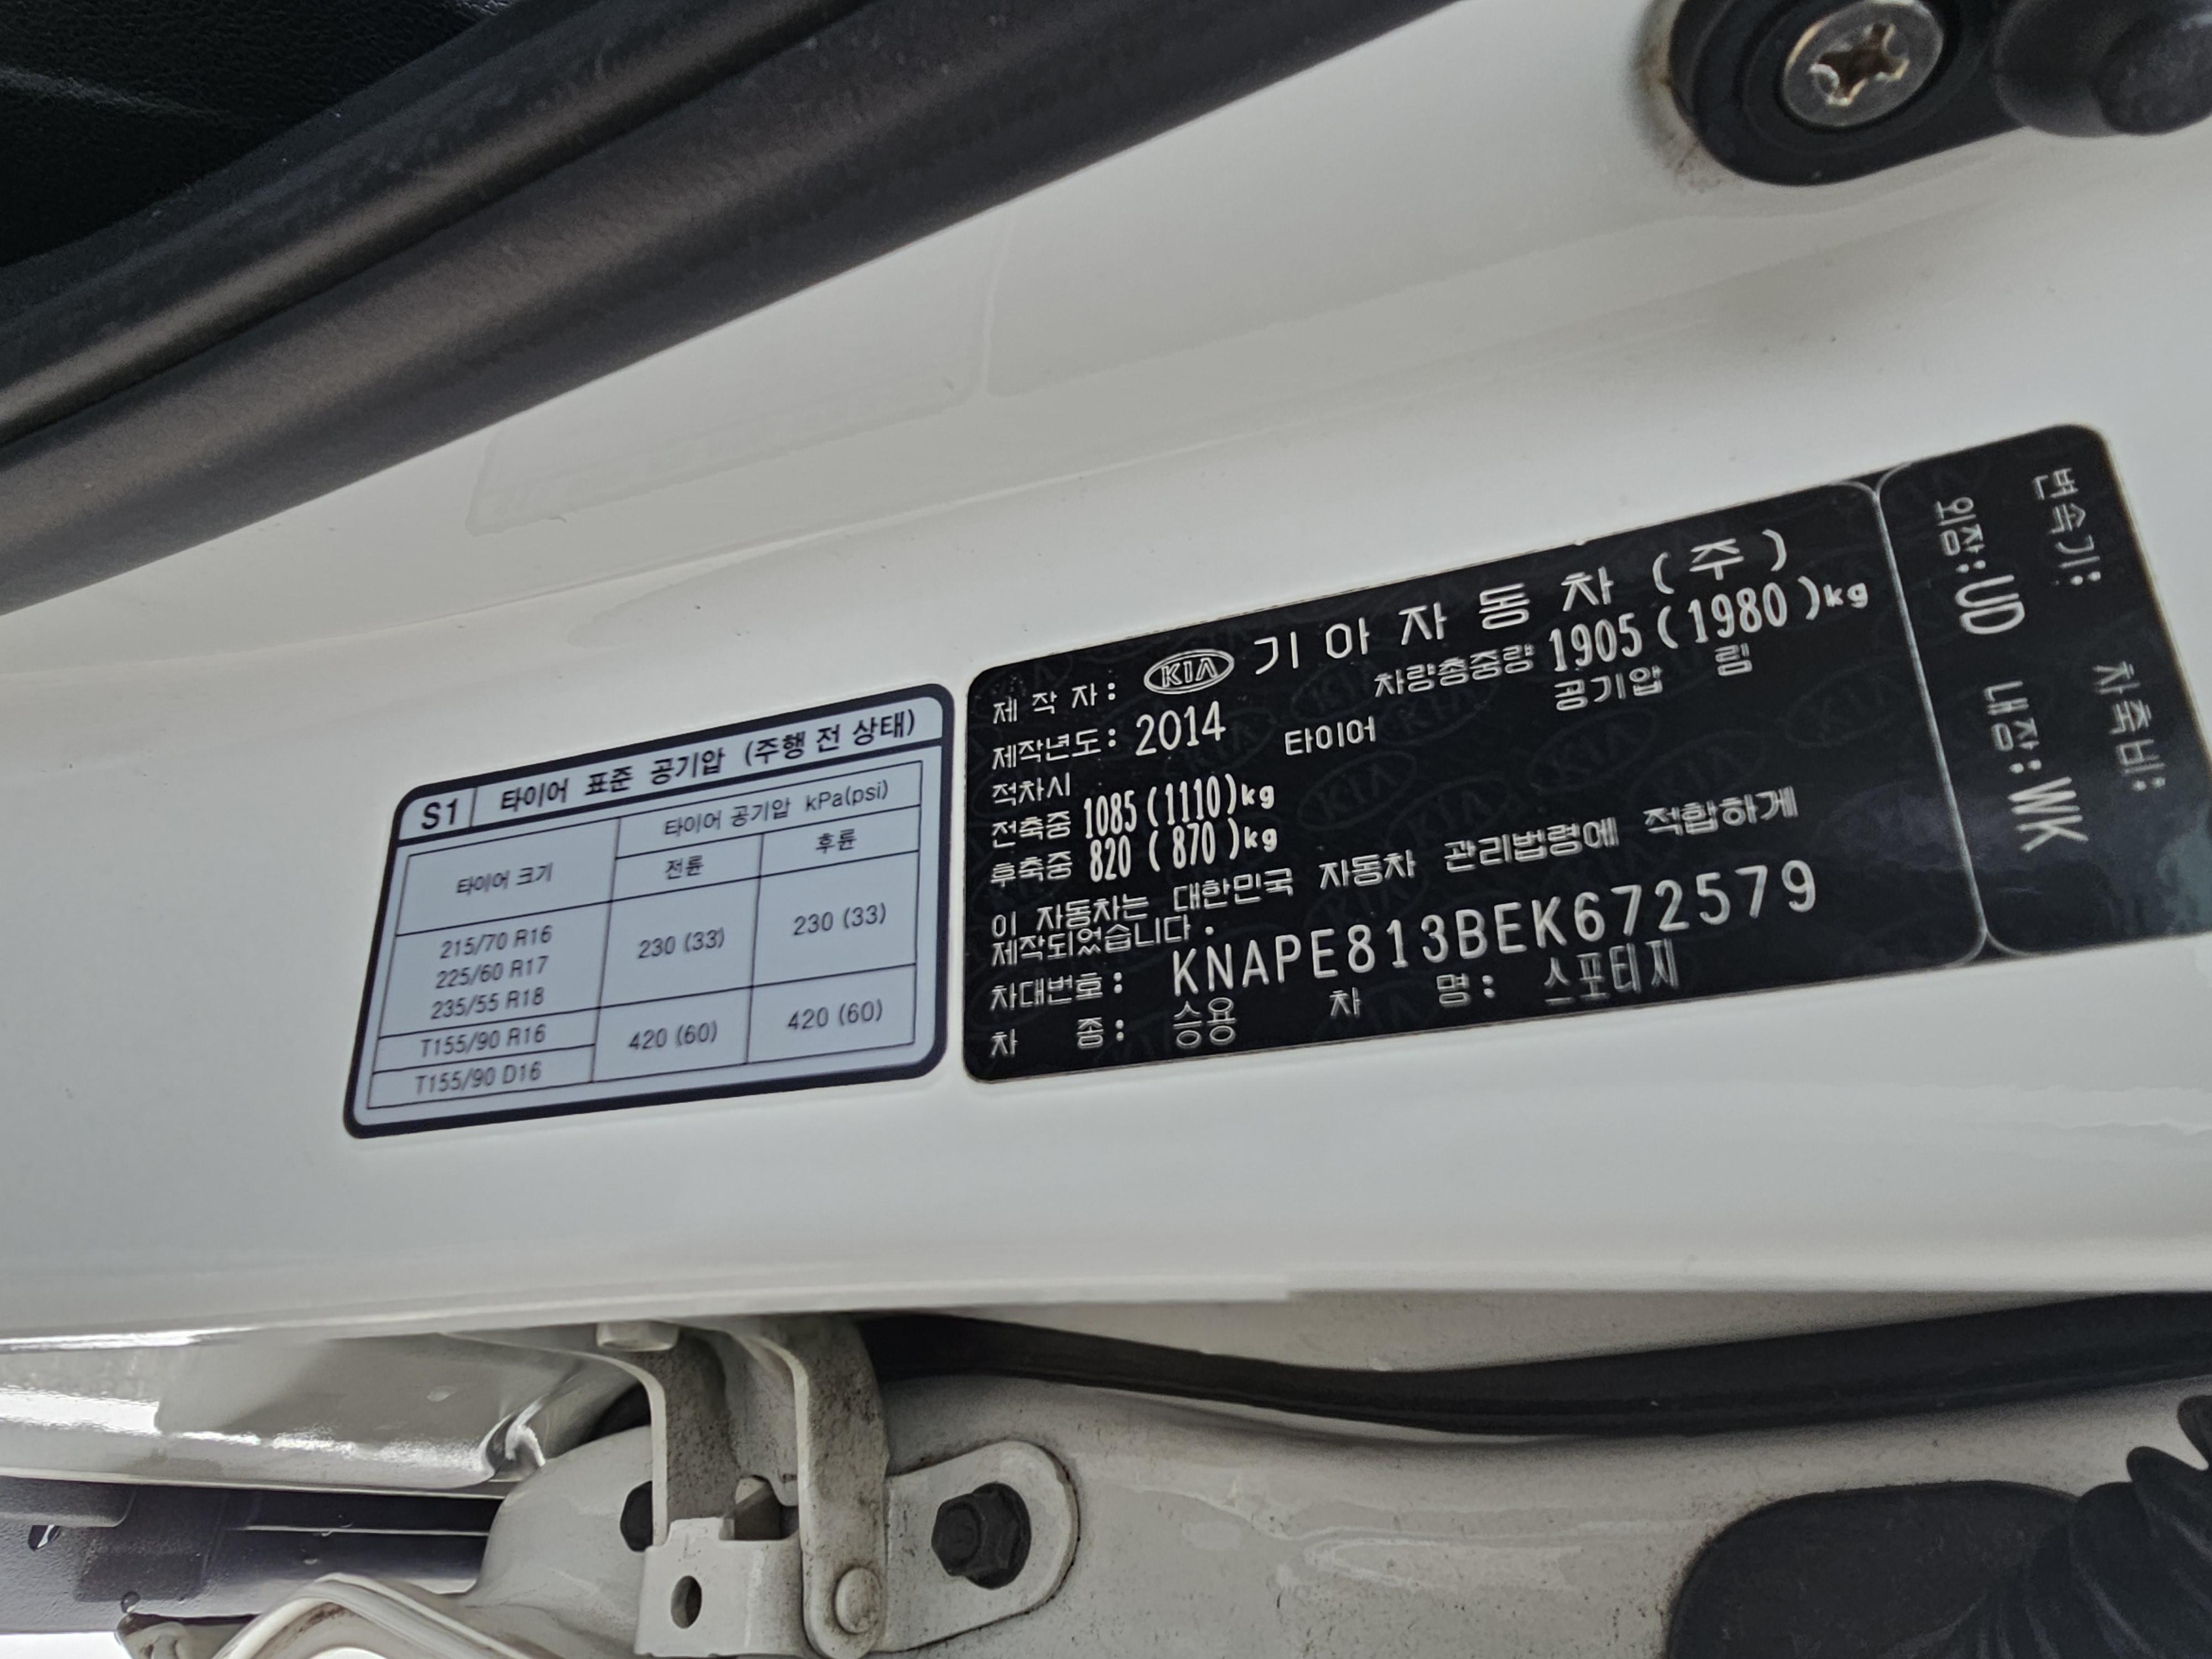 S1 타이어 표준 공기압 (주행 전 상태)
타이어 크기 타이어 공기압 kPa(psi)
전륜 후륜
215/70 R16
225/60 R17
235/55 R18
230 (33) 230 (33)
T155/90 R16
T155/90 D16
420 (60) 420 (60)
제 작 자: KIA 기아자동차(주)
제작년도: 2014 차량총중량 1905(1980)kg
적차시 타이어 공기압 림
전축중 1085(1110)kg
후축중 820 (870)kg
이 자동차는 대한민국 자동차 관리법령에 적합하게
제작되었습니다.
차대번호: KNAPE813BEK672579
차 종: 승용 차 명: 스포티지
변속기: 차축비:
외장:UD 내장:WK